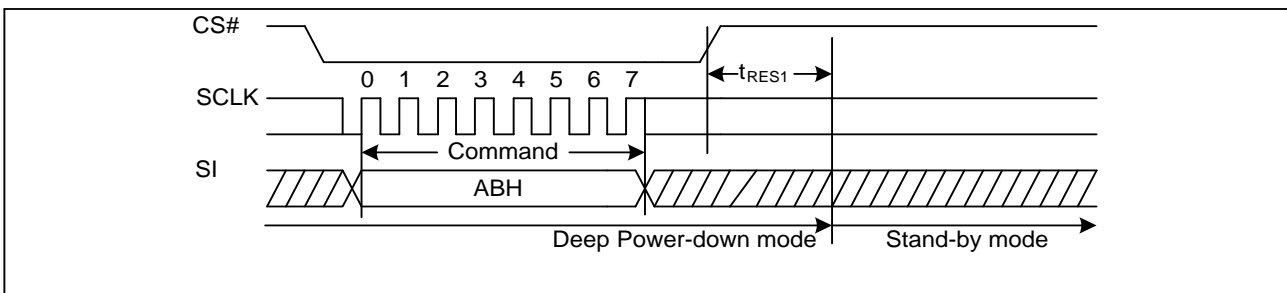 CS#
tRES1
0 1 2 3 4 5 6 7
SCLK
Command
SI
ABH
Deep Power-down mode Stand-by mode